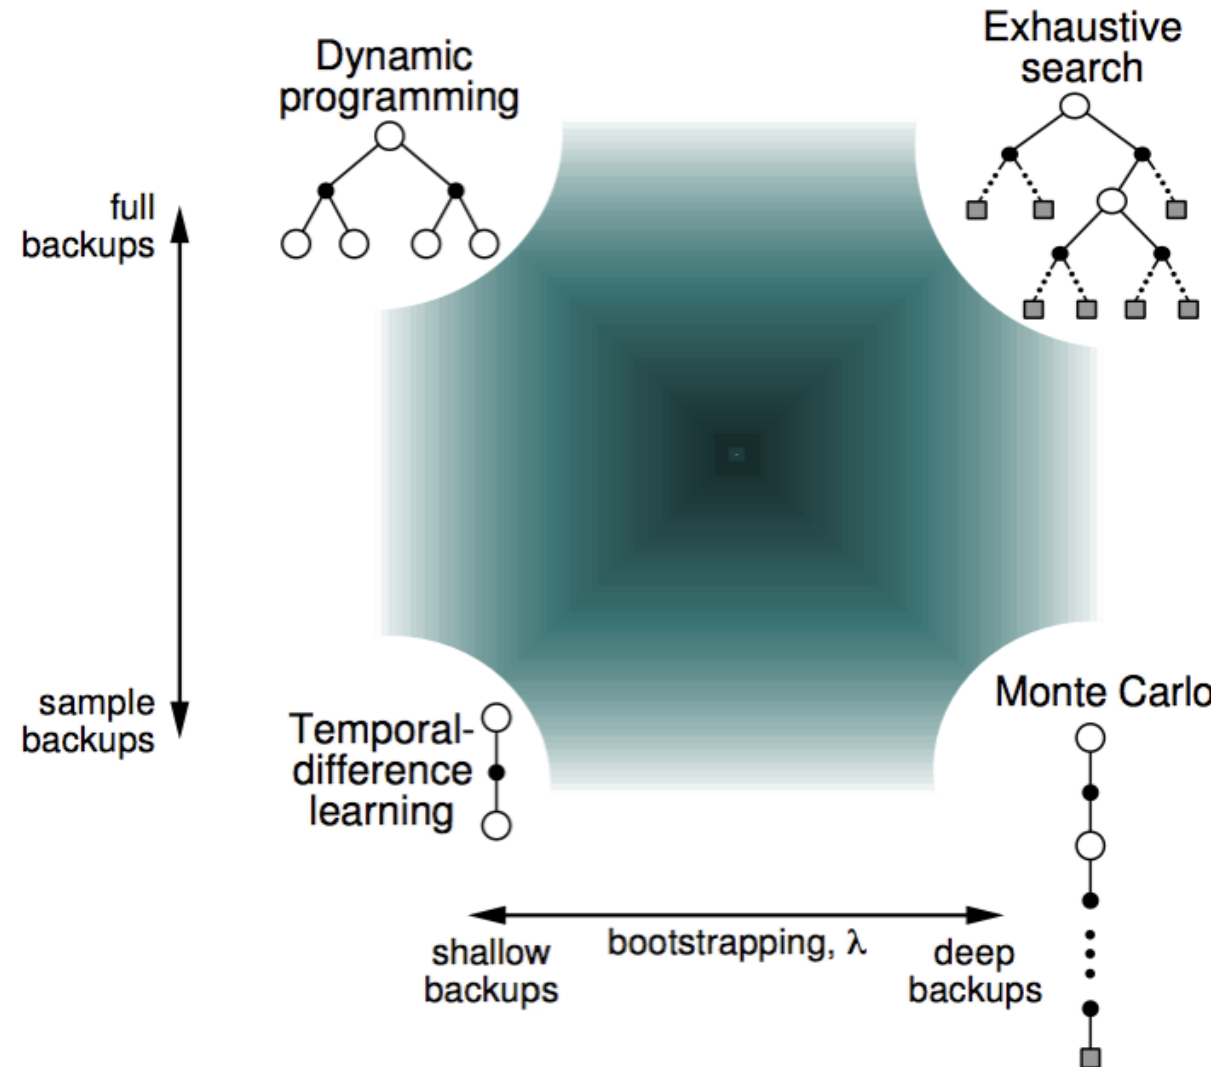 Dynamic
programming
Exhaustive
search
full
backups
sample
backups
Temporal-
difference
learning
Monte Carlo
bootstrapping, λ
shallow
backups
deep
backups